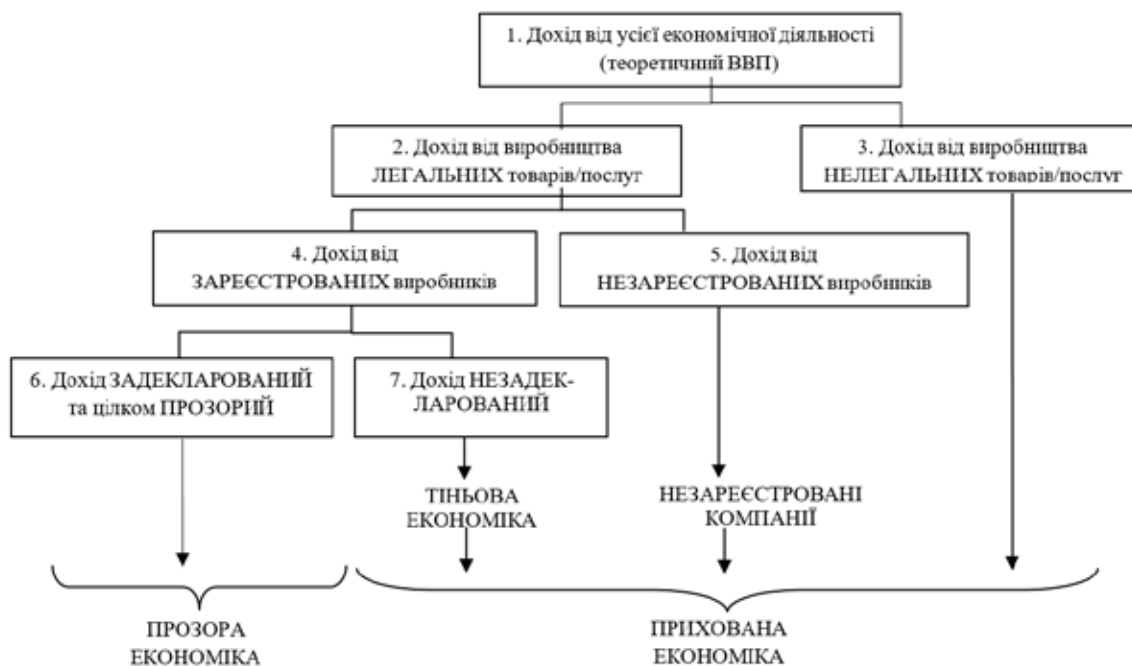 1. Дохід від усієї економічної діяльності
(теоретичний ВВП)
2. Дохід від виробництва
ЛЕГАЛЬНИХ товарів/послуг
3. Дохід від виробництва
НЕЛЕГАЛЬНИХ товарів/послуг
4. Дохід від
ЗАРЕЄСТРОВАНИХ виробників
5. Дохід від
НЕЗАРЕЄСТРОВАНИХ виробників
6. Дохід ЗАДЕКЛАРОВАНИЙ
та цілком ПРОЗОРИЙ
7. Дохід НЕЗАДЕК-
ЛАРОВАНИЙ
ТІНЬОВА
ЕКОНОМІКА
НЕЗАРЕЄСТРОВАНІ
КОМПАНІЇ
ПРОЗОРА
ЕКОНОМІКА
ПРИХОВАНА
ЕКОНОМІКА